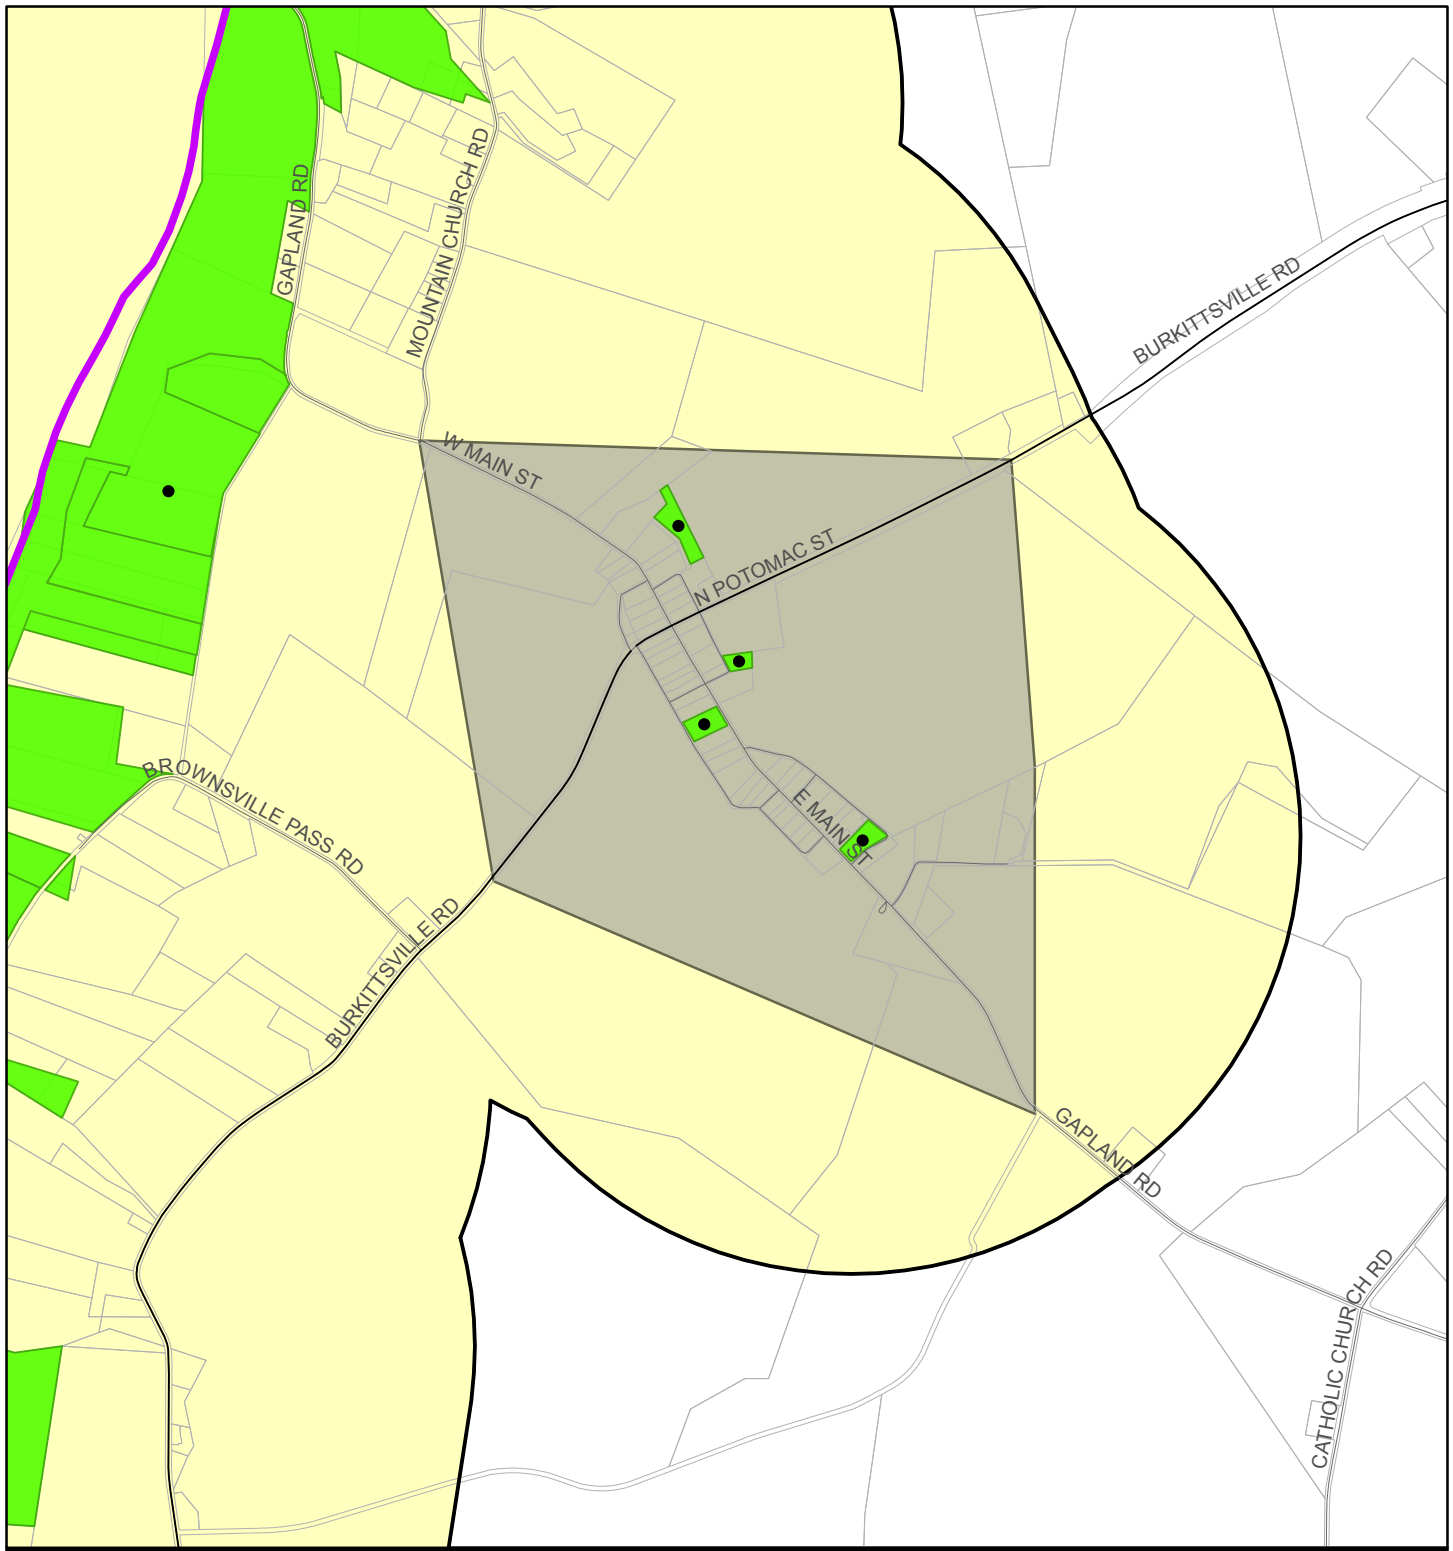 GAPLAND RD
MOUNTAIN CHURCH RD
BURKITTSVILLE RD
W MAIN ST
N POTOMAC ST
BROWNSVILLE PASS RD
E MAIN ST
BURKITTSVILLE RD
GAPLAND RD
CATHOLIC CHURCH RD